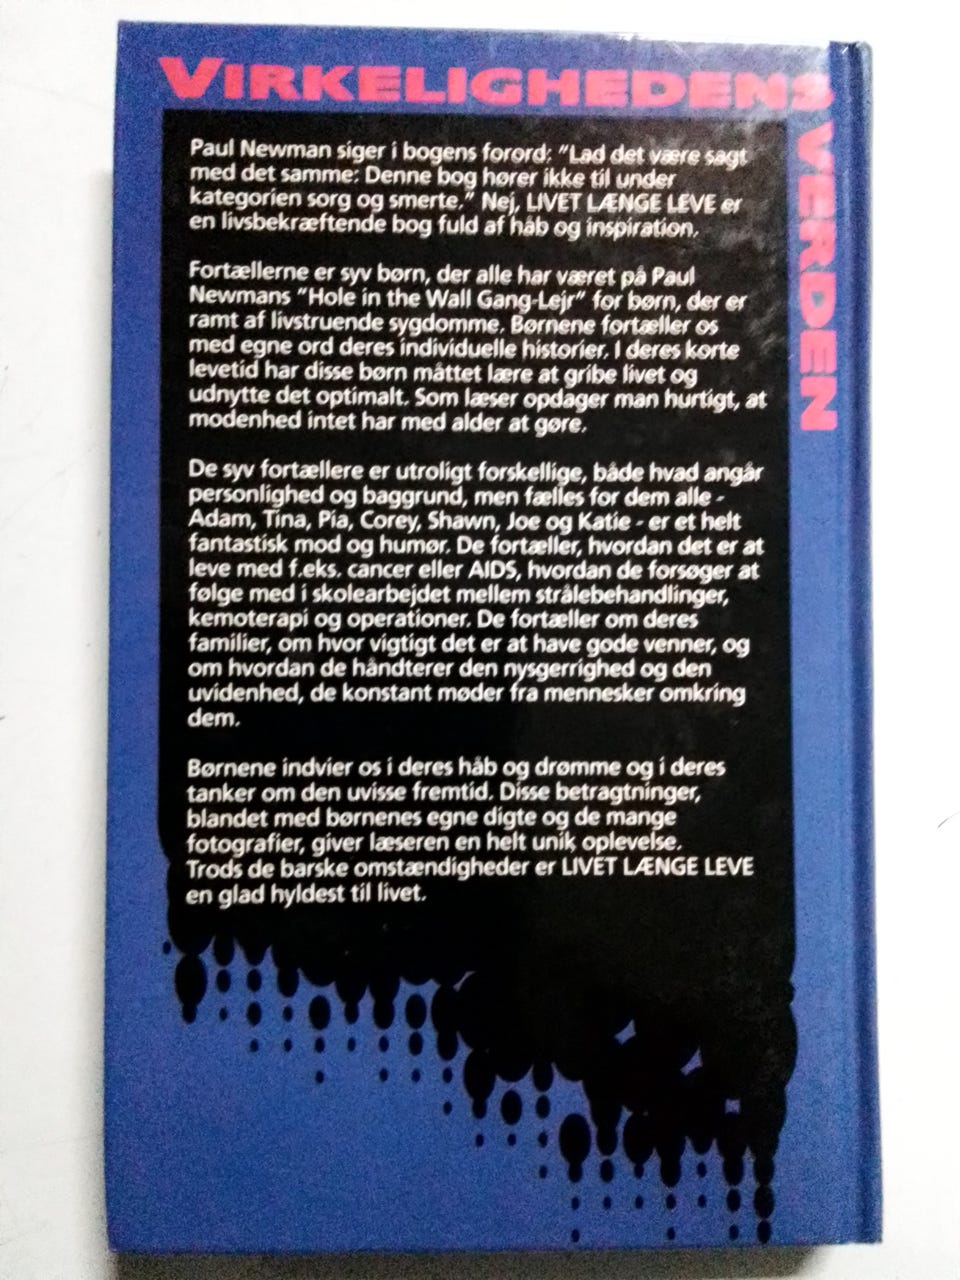 VIRKELIGHEDENS
VERDEN
Paul Newman siger i bogens forord: "Lad det være sagt
med det samme: Denne bog hører ikke til under
kategorien sorg og smerte." Nej, LIVET LÆNGE LEVE er
en livsbekræftende bog fuld af håb og inspiration.
Fortællerne er syv børn, der alle har været på Paul
Newmans "Hole in the Wall Gang-Lejr" for børn, der er
ramt af livstruende sygdomme. Børnene fortæller os
med egne ord deres individuelle historier. I deres korte
levetid har disse børn måttet lære at gribe livet og
udnytte det optimalt. Som læser opdager man hurtigt, at
modenhed intet har med alder at gøre.
De syv fortællere er utroligt forskellige, både hvad angår
personlighed og baggrund, men fælles for dem alle -
Adam, Tina, Pia, Corey, Shawn, Joe og Katie - er et helt
fantastisk mod og humør. De fortæller, hvordan det er at
leve med f.eks. cancer eller AIDS, hvordan de forsøger at
følge med i skolearbejdet mellem strålebehandlinger,
kemoterapi og operationer. De fortæller om deres
familier, om hvor vigtigt det er at have gode venner, og
om hvordan de håndterer den nysgerrighed og den
uvidenhed, de konstant møder fra mennesker omkring
dem.
Børnene indvier os i deres håb og drømme og i deres
tanker om den uvisse fremtid. Disse betragtninger,
blandet med børnenes egne digte og de mange
fotografier, giver læseren en helt unik oplevelse.
Trods de barske omstændigheder er LIVET LÆNGE LEVE
en glad hyldest til livet.